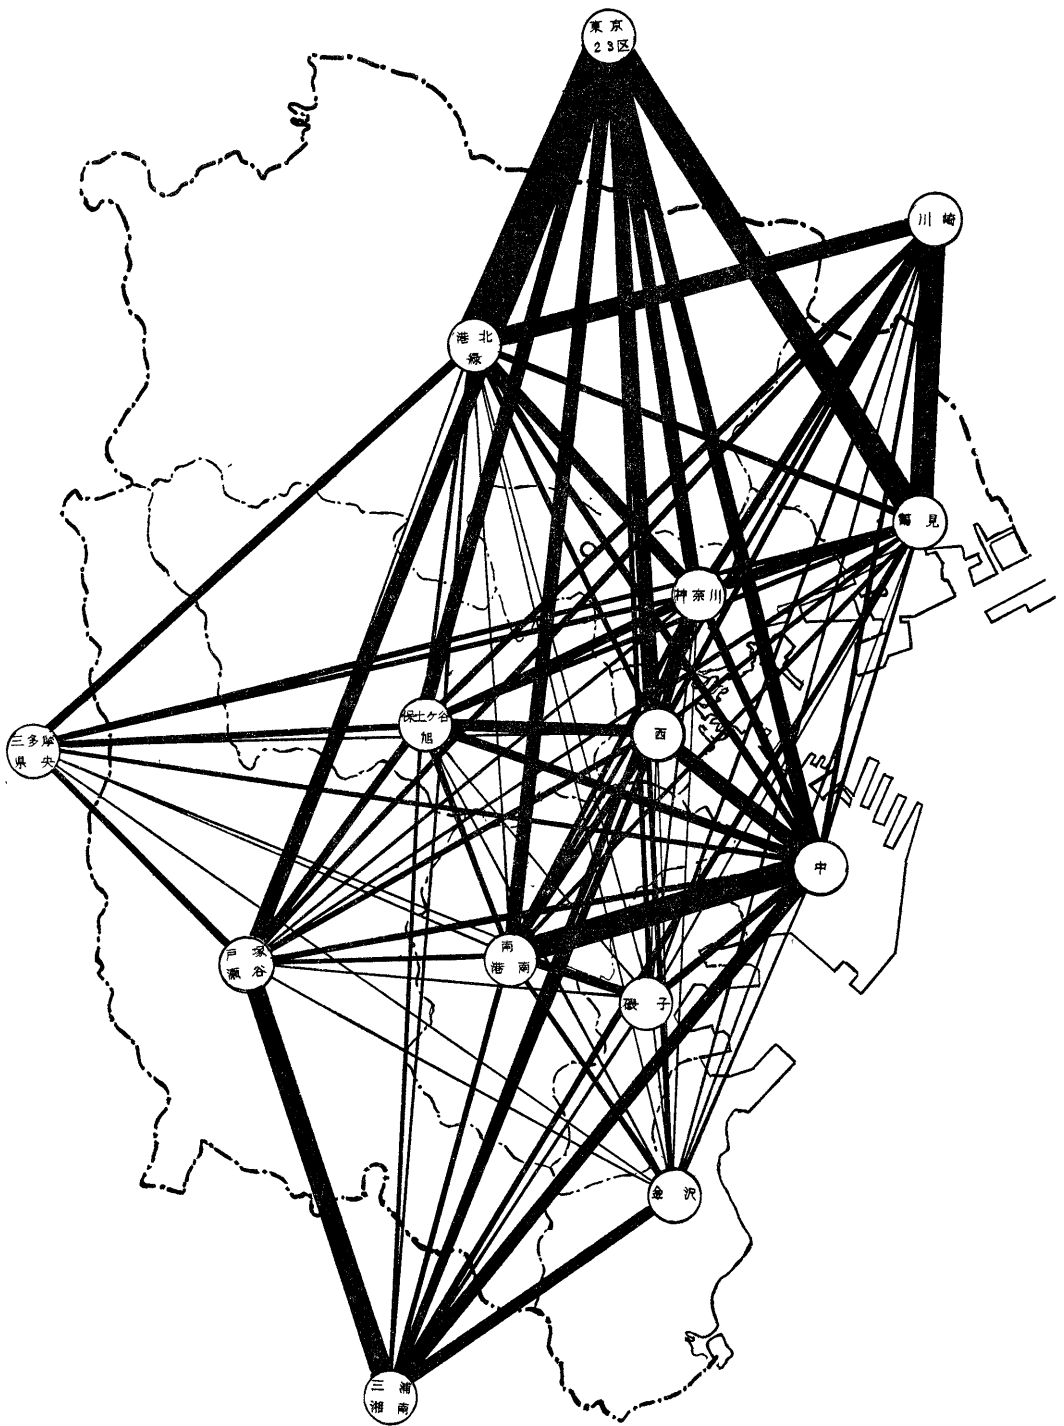 東京
23区
川崎
港北
緑
鶴見
神奈川
保土ケ谷
旭
西
三多摩
県央
中
戸塚
瀬谷
南
港南
磯子
金沢
三浦
湘南